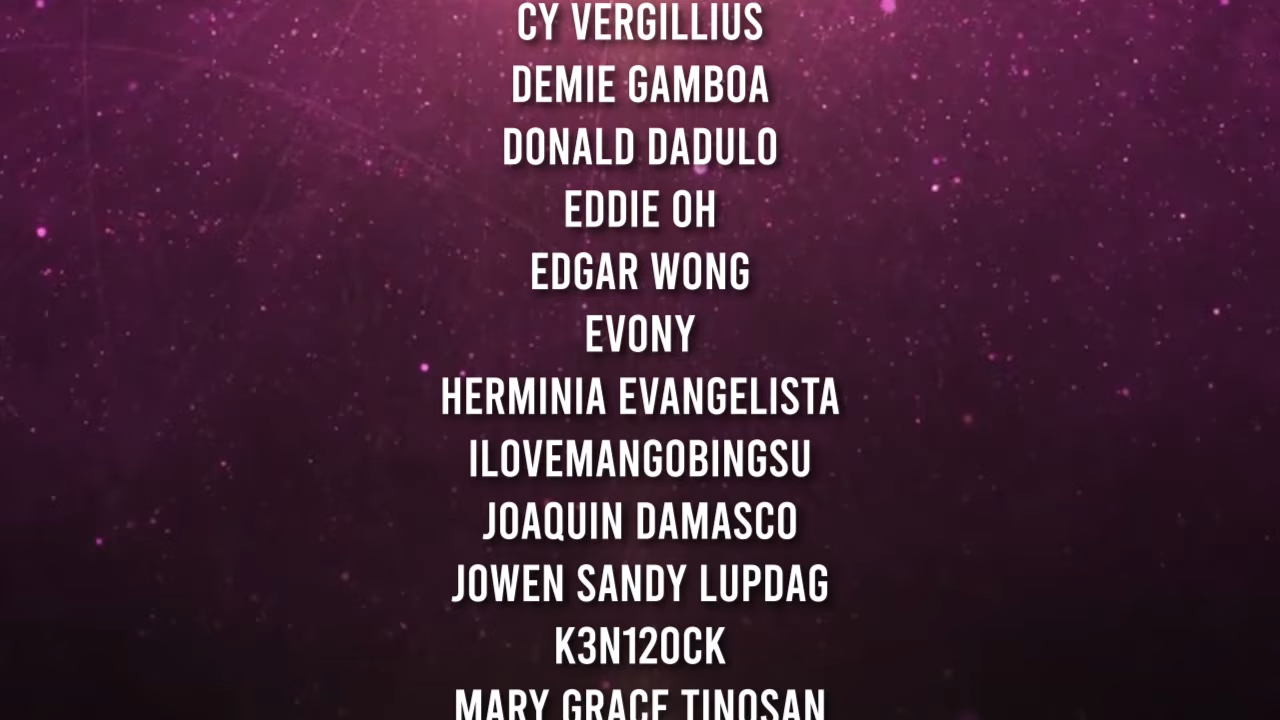 CY VERGILLIUS
DEMIE GAMBOA
DONALD DADULO
EDDIE OH
EDGAR WONG
EVONY
HERMINIA EVANGELISTA
ILOVEMANGOBINGSU
JOAQUIN DAMASCO
JOWEN SANDY LUPDAG
K3N120CK
MARY GRACE TINOSAN